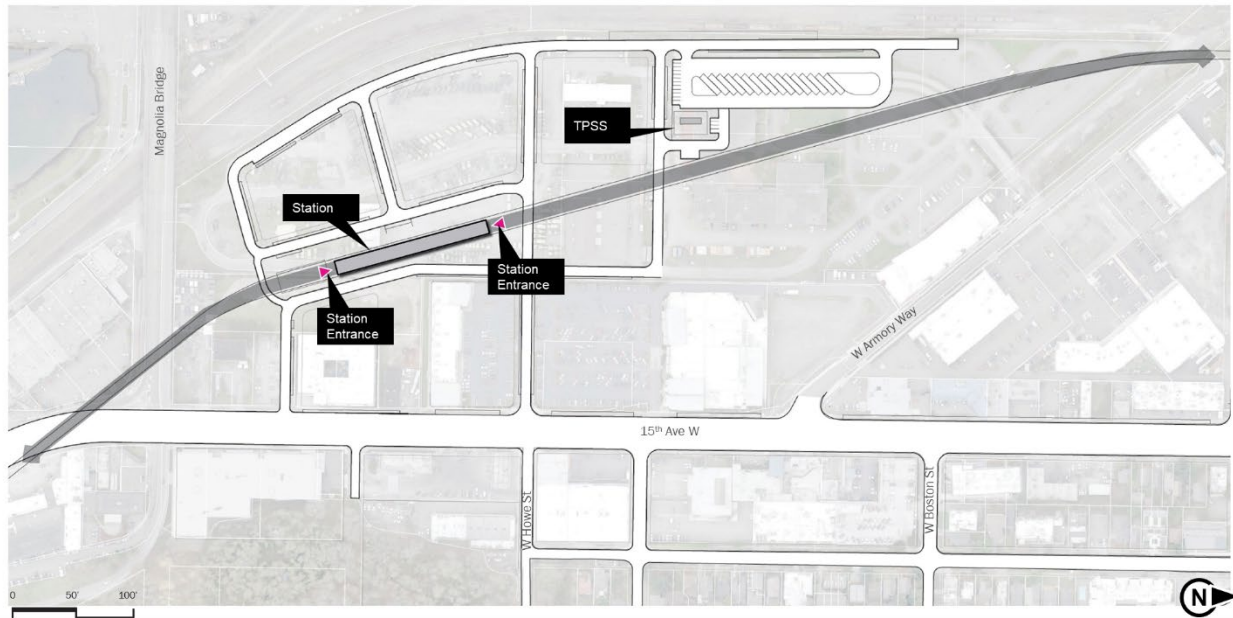 Magnolia Bridge
TPSS
Station
Station
Entrance
Station
Entrance
W Armory Way
15th Ave W
W Howe St
W Boston St
0 50' 100'
N